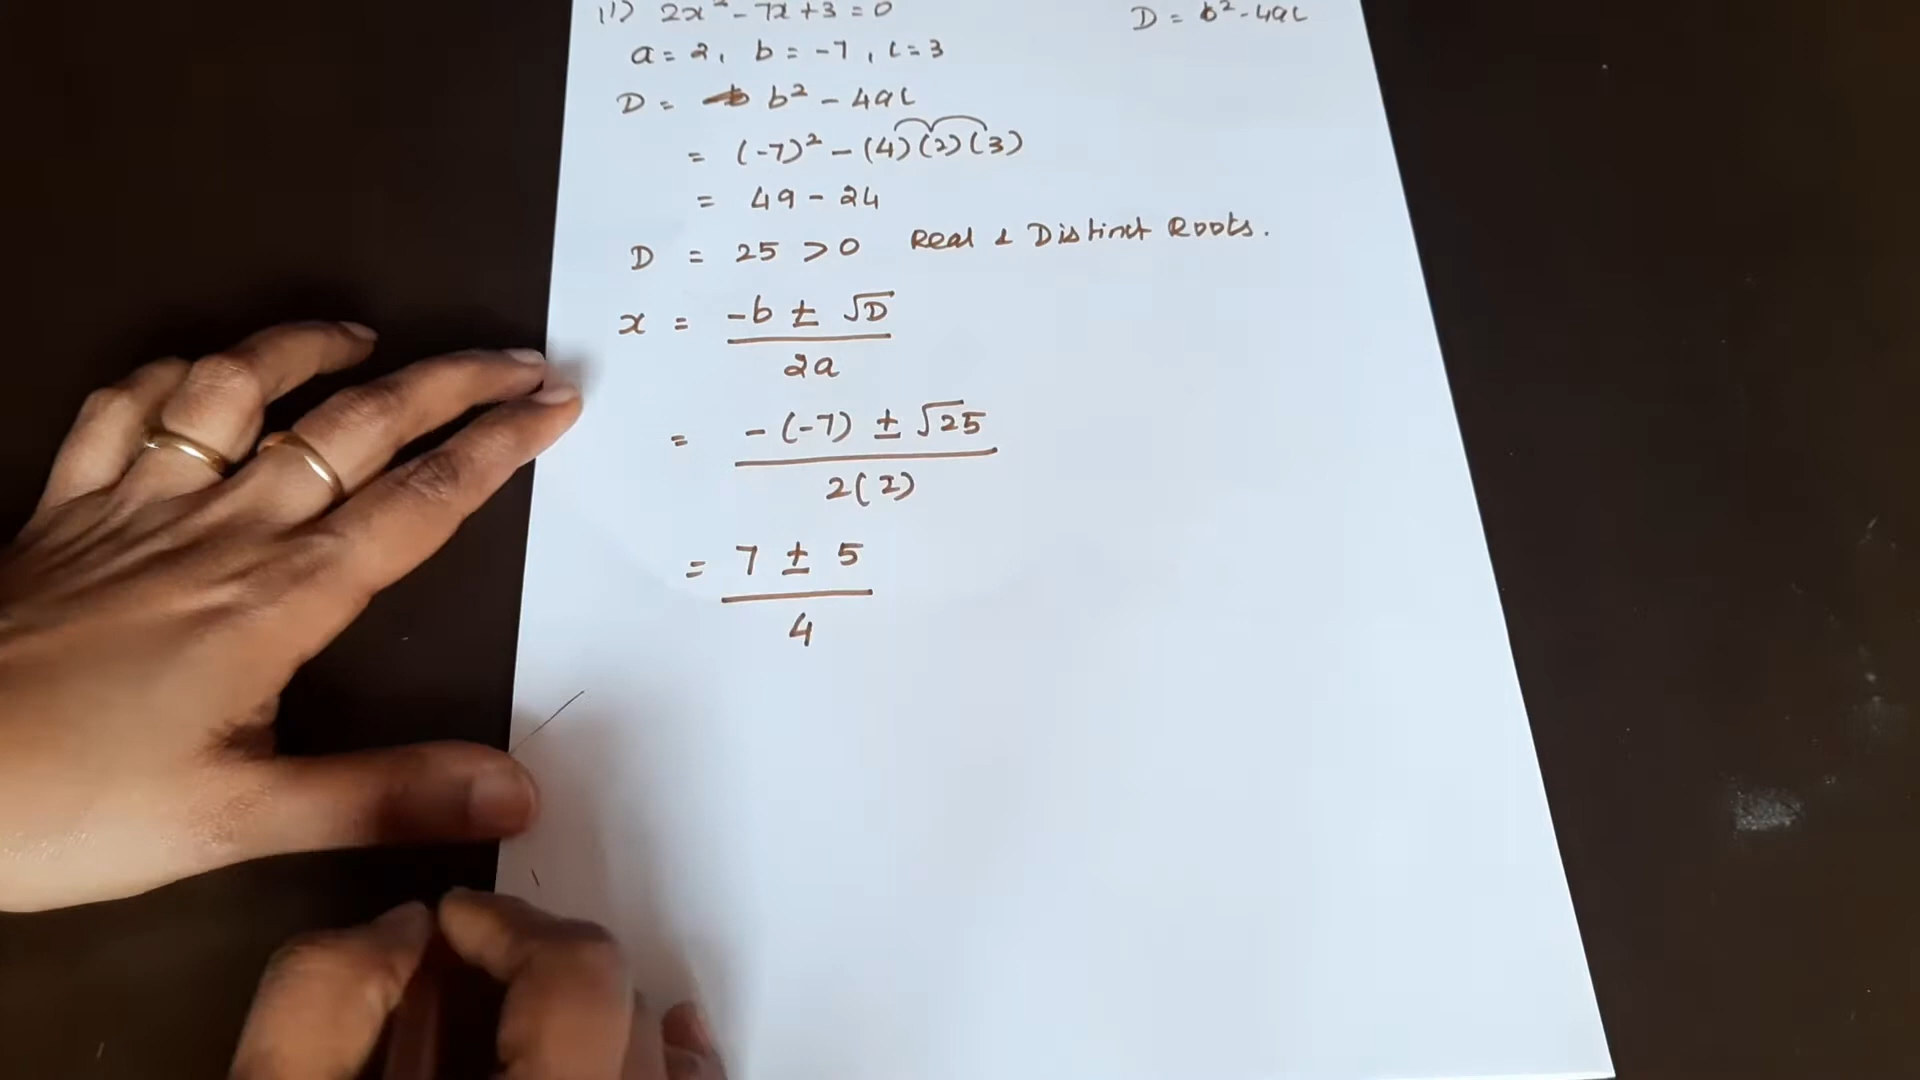 ii) 2x² - 7x + 3 = 0
D = b² - 4ac
a = 2, b = -7, c = 3
D = b² - 4ac
= (-7)² - (4)(2)(3)
= 49 - 24
D = 25 > 0 Real & Distinct Roots.
x = -b ± √D
2a
= -(-7) ± √25
2(2)
= 7 ± 5
4